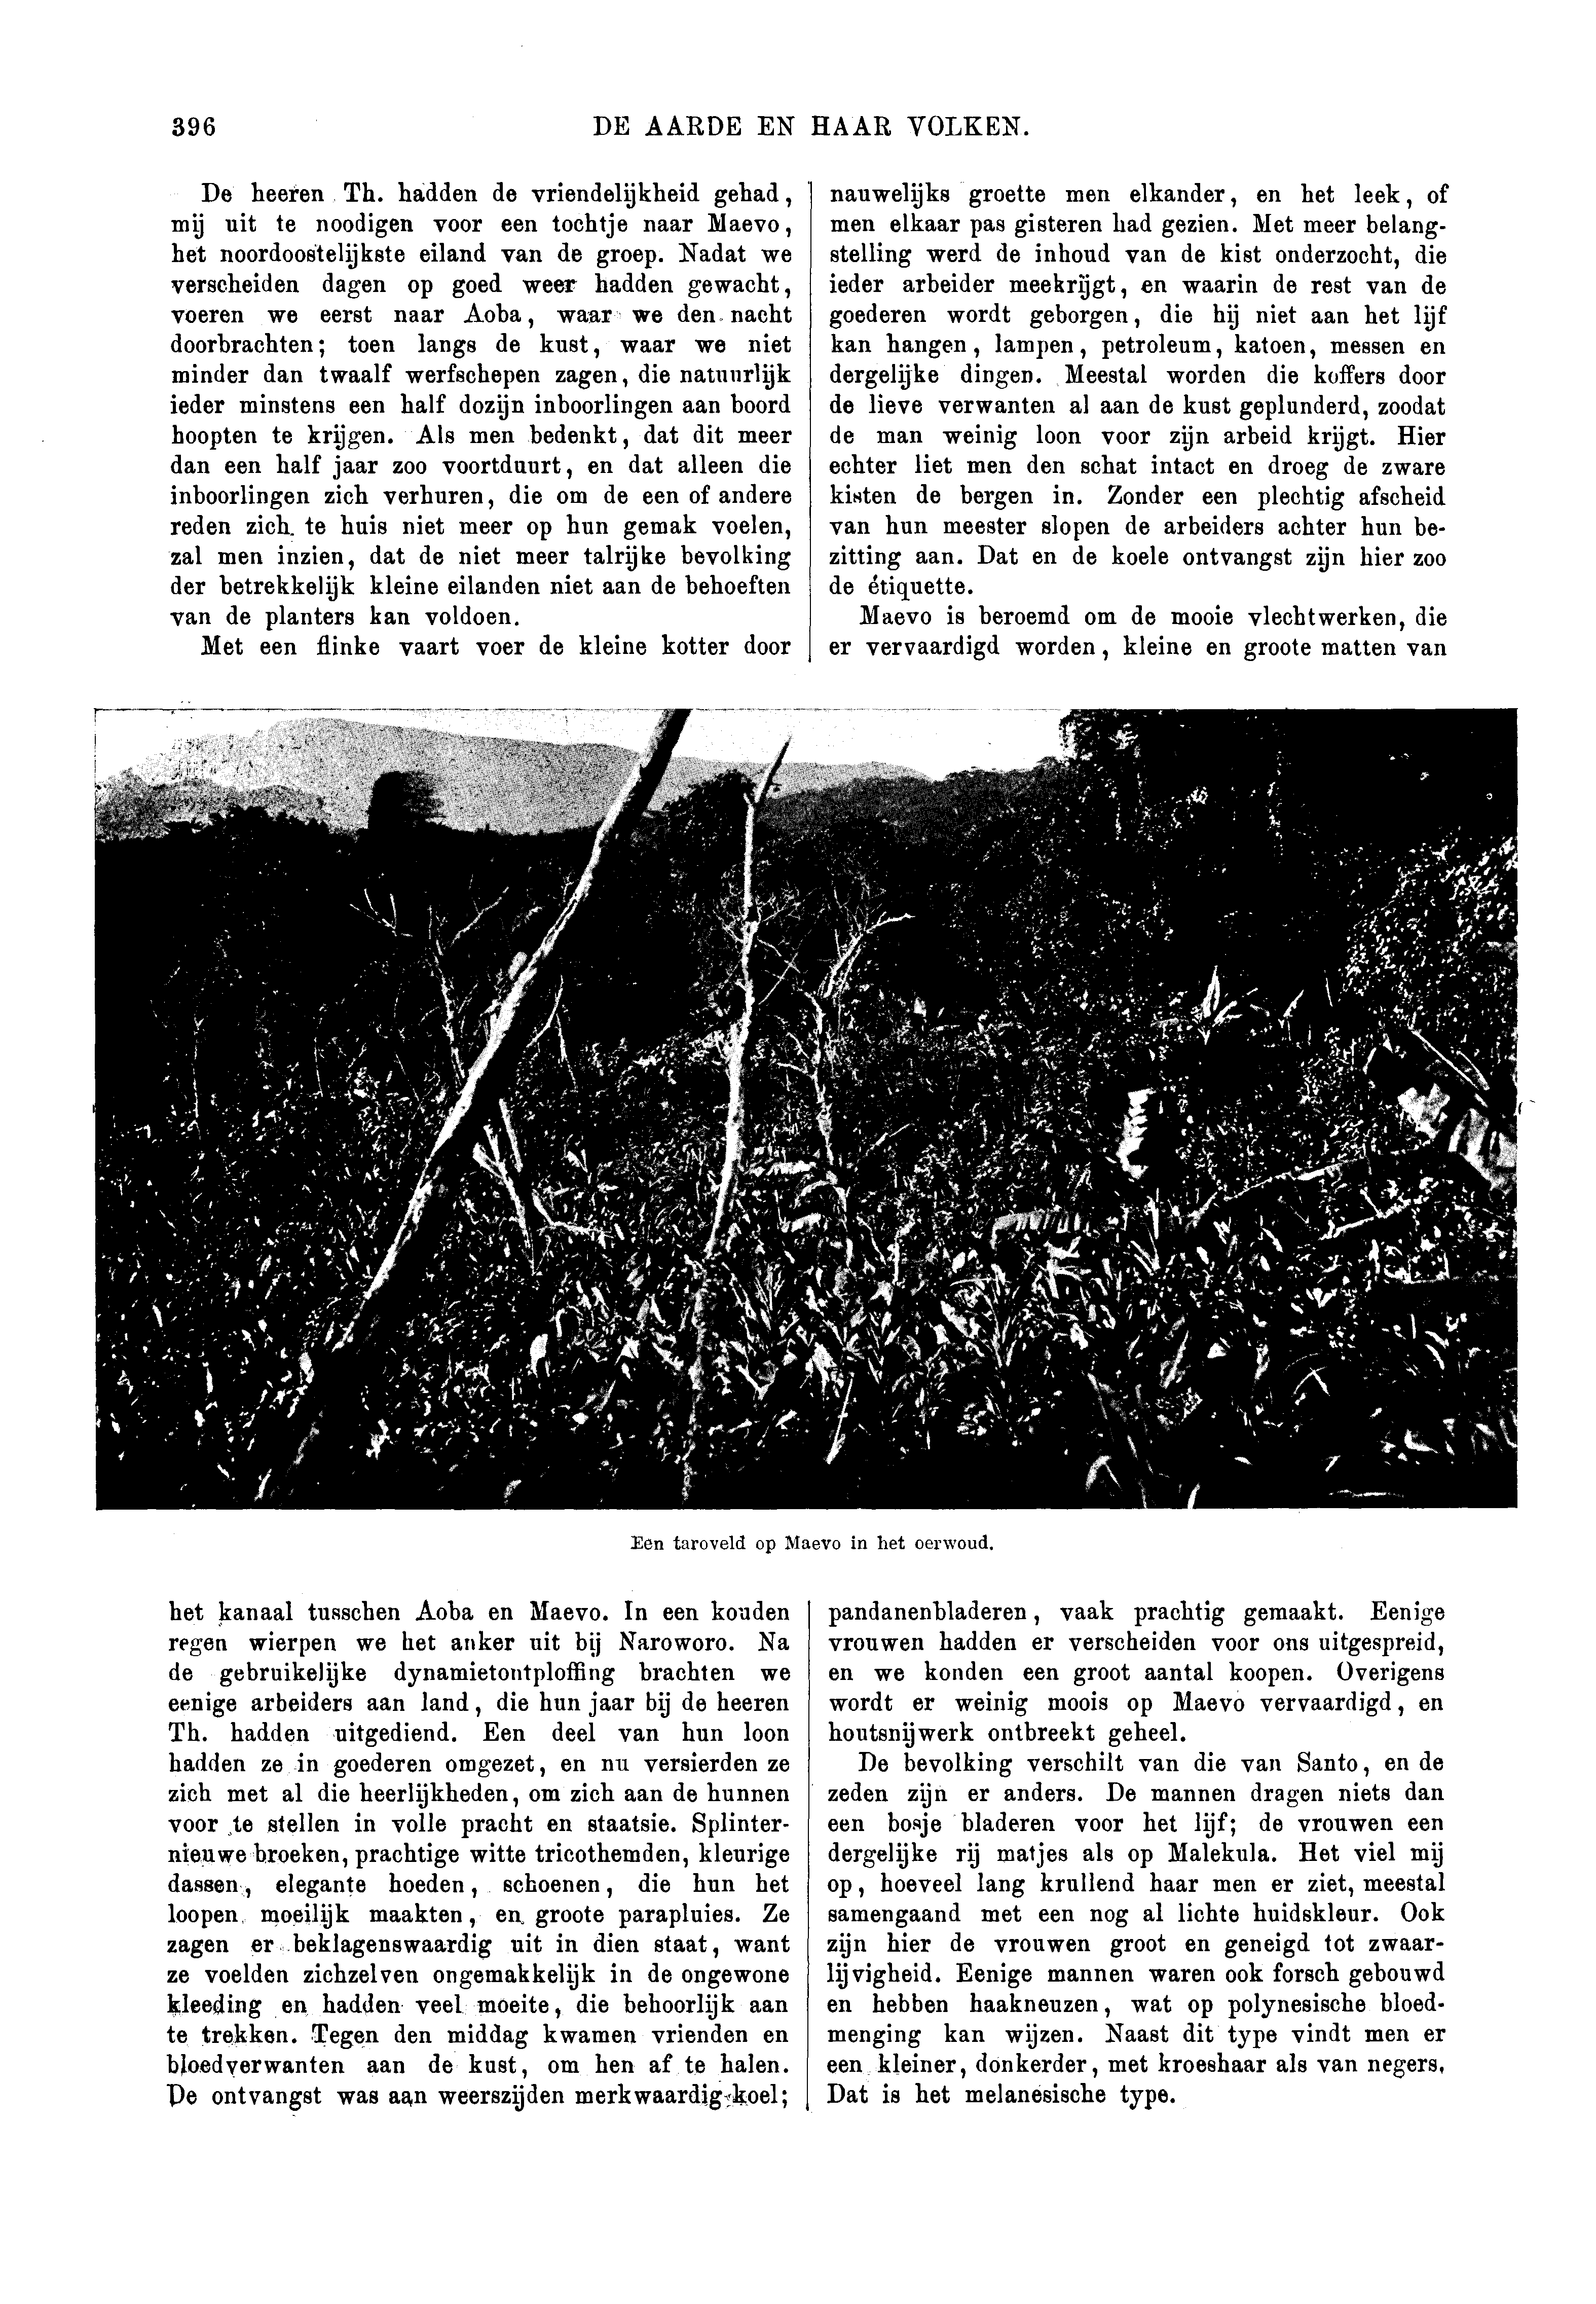 396
DE AARDE EN HAAR VOLKEN.
De heeren Th. hadden de vriendelijkheid gehad,
mij uit te noodigen voor een tochtje naar Maevo,
het noordoostelijkste eiland van de groep. Nadat we
verscheiden dagen op goed weer hadden gewacht,
voeren we eerst naar Aoba, waar we den nacht
doorbrachten; toen langs de kust, waar we niet
minder dan twaalf werfschepen zagen, die natuurlijk
ieder minstens een half dozijn inboorlingen aan boord
hoopten te krijgen. Als men bedenkt, dat dit meer
dan een half jaar zoo voortduurt, en dat alleen die
inboorlingen zich verhuren, die om de een of andere
reden zich te huis niet meer op hun gemak voelen,
zal men inzien, dat de niet meer talrijke bevolking
der betrekkelijk kleine eilanden niet aan de behoeften
van de planters kan voldoen.
Met een flinke vaart voer de kleine kotter door
het kanaal tusschen Aoba en Maevo. In een kouden
regen wierpen we het anker uit bij Naroworo. Na
de gebruikelijke dynamietontploffing brachten we
eenige arbeiders aan land, die hun jaar bij de heeren
Th. hadden uitgediend. Een deel van hun loon
hadden ze in goederen omgezet, en nu versierden ze
zich met al die heerlijkheden, om zich aan de hunnen
voor te stellen in volle pracht en staatsie. Splinter-
nieuwe broeken, prachtige witte tricothemden, kleurige
dassen, elegante hoeden, schoenen, die hun het
loopen moeilijk maakten, en groote parapluies. Ze
zagen er beklagenswaardig uit in dien staat, want
ze voelden zichzelven ongemakkelijk in de ongewone
kleeding en hadden veel moeite, die behoorlijk aan
te trekken. Tegen den middag kwamen vrienden en
bloedverwanten aan de kust, om hen af te halen.
De ontvangst was aan weerszijden merkwaardig koel;
nauwelijks groette men elkander, en het leek, of
men elkaar pas gisteren had gezien. Met meer belang-
stelling werd de inhoud van de kist onderzocht, die
ieder arbeider meekrijgt, en waarin de rest van de
goederen wordt geborgen, die hij niet aan het lijf
kan hangen, lampen, petroleum, katoen, messen en
dergelijke dingen. Meestal worden die koffers door
de lieve verwanten al aan de kust geplunderd, zoodat
de man weinig loon voor zijn arbeid krijgt. Hier
echter liet men den schat intact en droeg de zware
kisten de bergen in. Zonder een plechtig afscheid
van hun meester slopen de arbeiders achter hun be-
zitting aan. Dat en de koele ontvangst zijn hier zoo
de étiquette.
Maevo is beroemd om de mooie vlechtwerken, die
er vervaardigd worden, kleine en groote matten van
pandanenbladeren, vaak prachtig gemaakt. Eenige
vrouwen hadden er verscheiden voor ons uitgespreid,
en we konden een groot aantal koopen. Overigens
wordt er weinig moois op Maevo vervaardigd, en
houtsnijwerk ontbreekt geheel.
De bevolking verschilt van die van Santo, en de
zeden zijn er anders. De mannen dragen niets dan
een bosje bladeren voor het lijf; de vrouwen een
dergelijke rij matjes als op Malekula. Het viel mij
op, hoeveel lang krullend haar men er ziet, meestal
samengaand met een nog al lichte huidskleur. Ook
zijn hier de vrouwen groot en geneigd tot zwaar-
lijvigheid. Eenige mannen waren ook forsch gebouwd
en hebben haakneuzen, wat op polynesische bloed-
menging kan wijzen. Naast dit type vindt men er
een kleiner, donkerder, met kroeshaar als van negers.
Dat is het melanesische type.
Een taroveld op Maevo in het oerwoud.